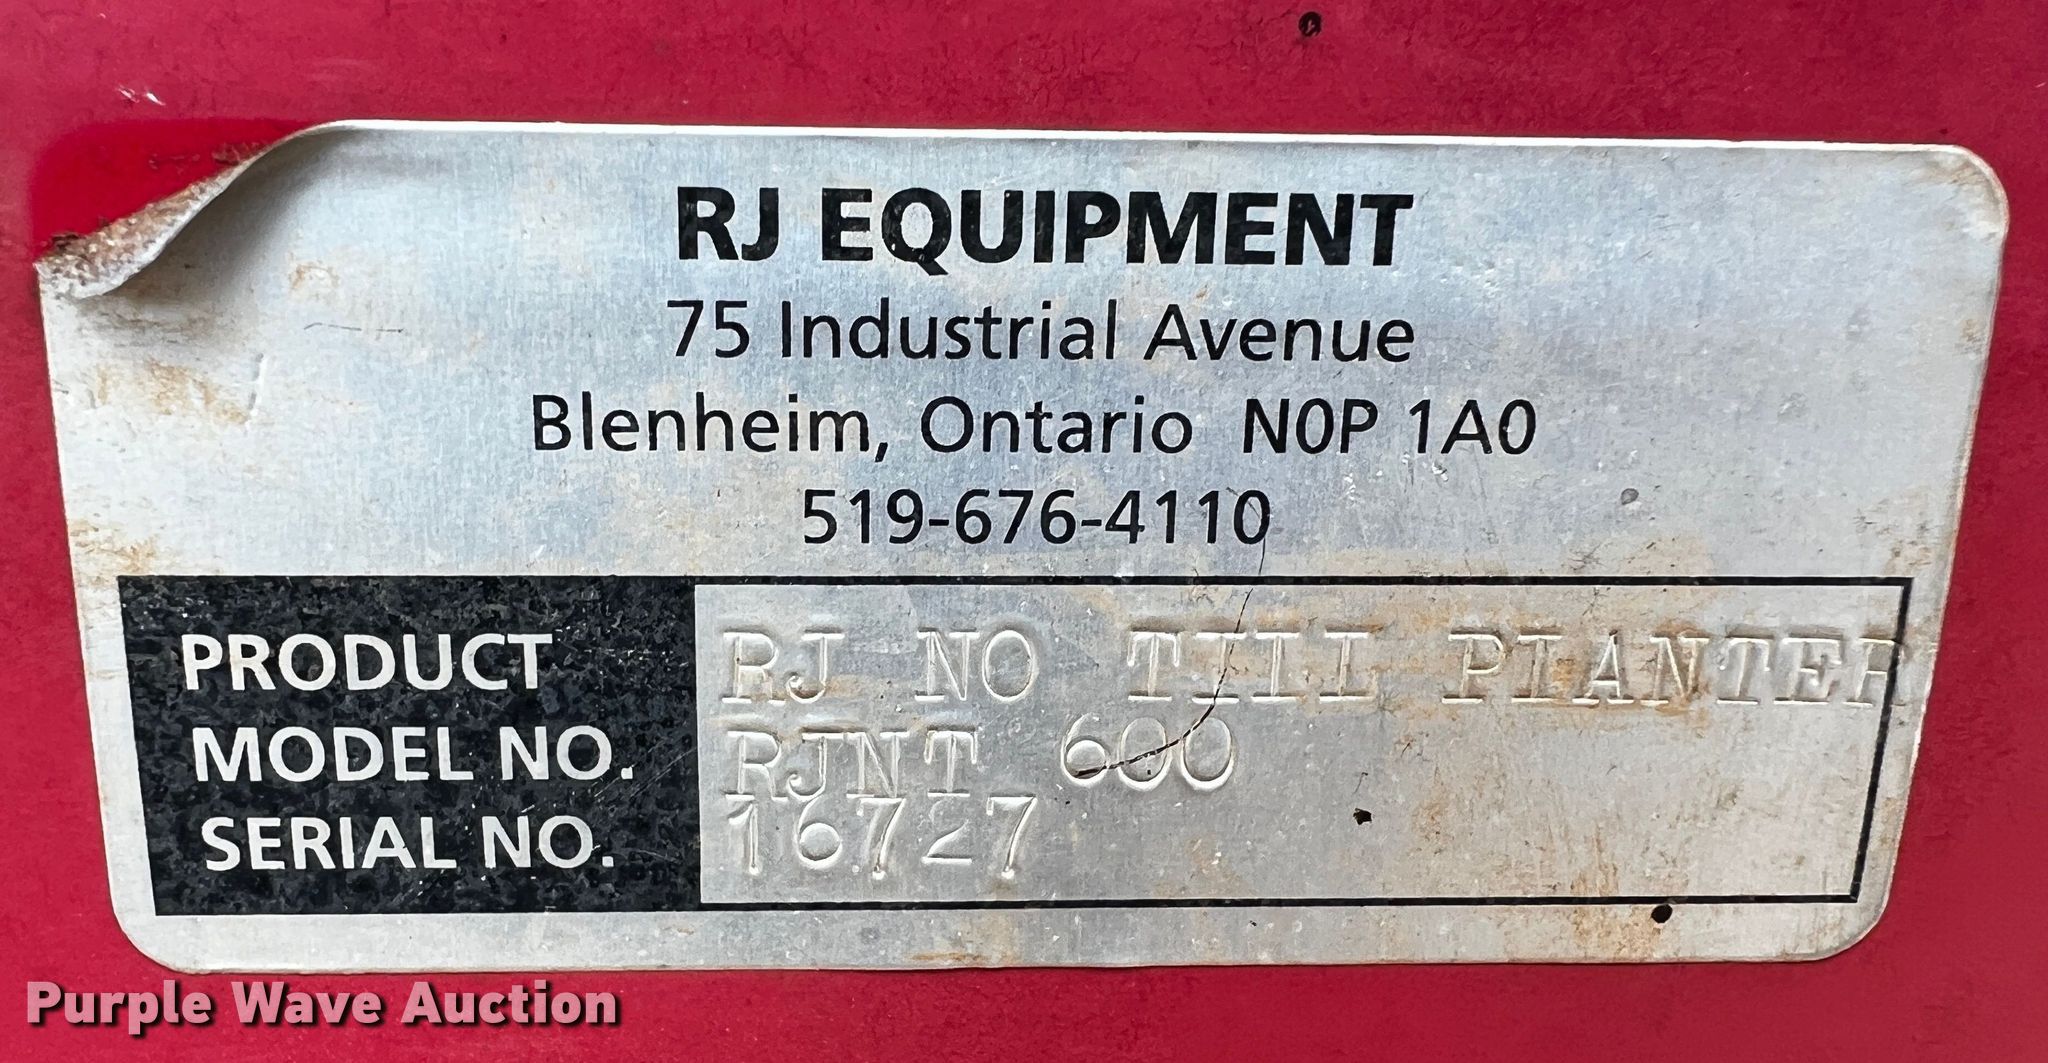 RJ EQUIPMENT
75 Industrial Avenue
Blenheim, Ontario N0P 1A0
519-676-4110
PRODUCT RJ NO TILL PLANTER
MODEL NO. RJNT 600
SERIAL NO. 16727
Purple Wave Auction